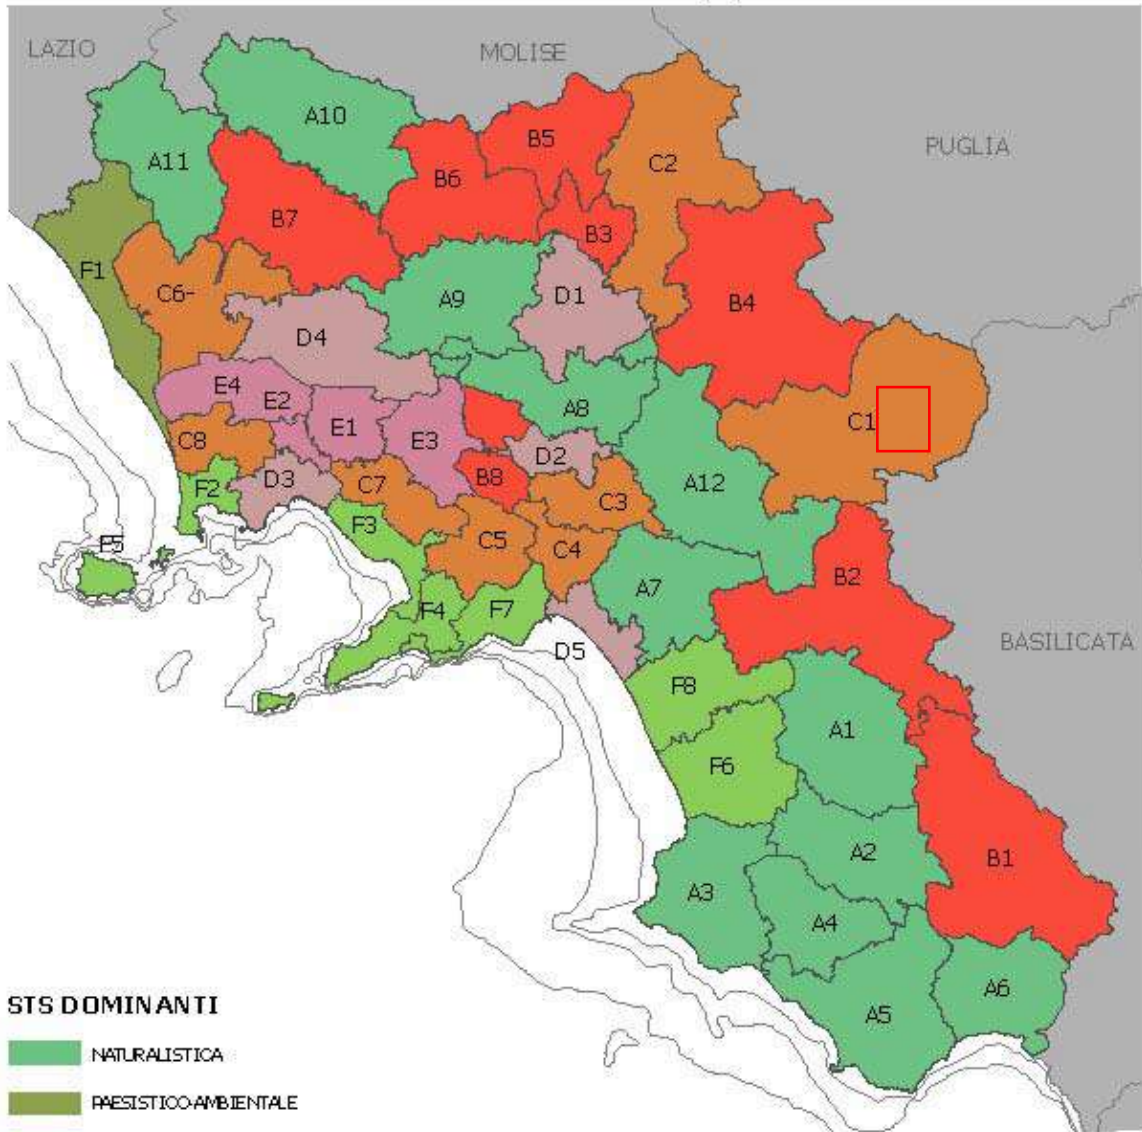 LAZIO
MOLISE
PUGLIA
BASILICATA
A10
A11
B5
B6
C2
B7
B3
F1
C6-
A9
D1
B4
D4
E4
E2
E1
E3
A8
C1
C8
D2
B8
F2
D3
C7
C3
A12
F3
F5
C5
C4
A7
B2
F4
F7
D5
F8
A1
F6
A2
B1
A3
A4
A5
A6
STS DOMINANTI
NATURALISTICA
PAESISTICO-AMBIENTALE